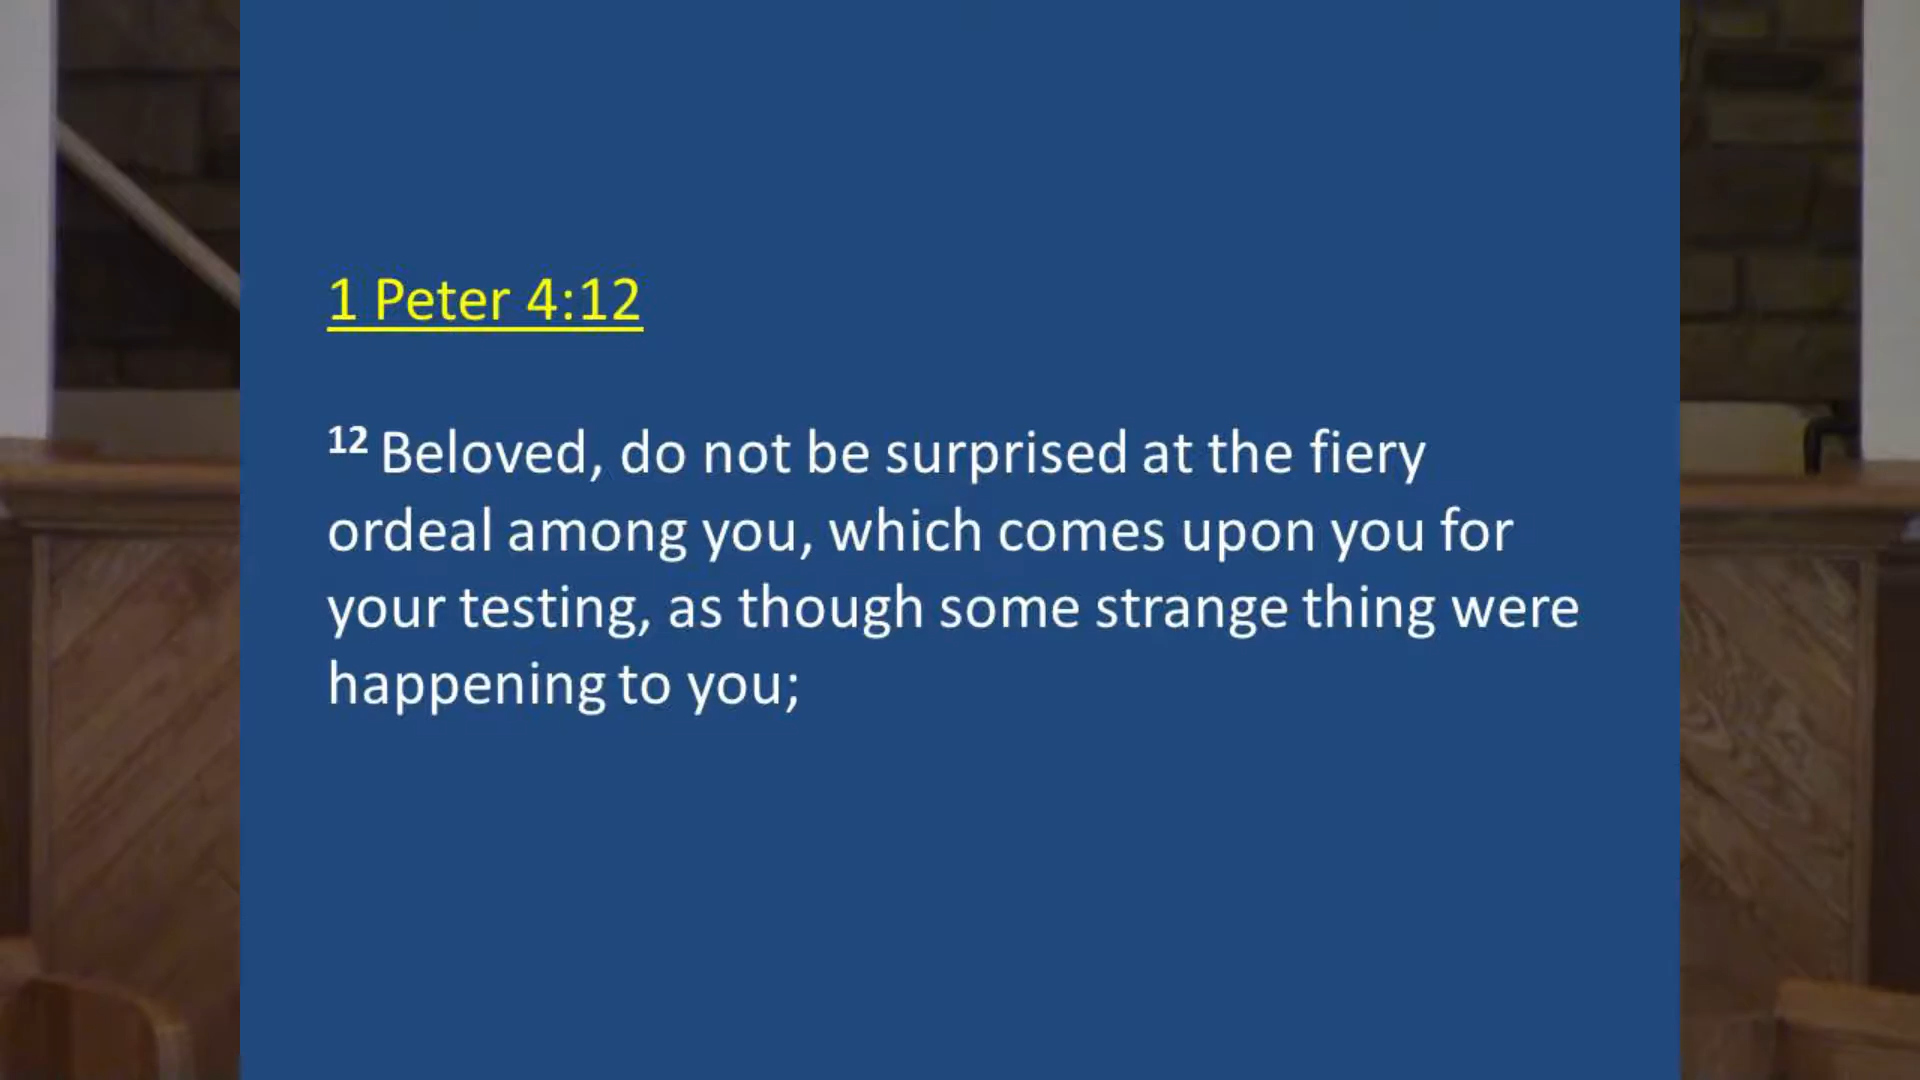 1 Peter 4:12
12 Beloved, do not be surprised at the fiery
ordeal among you, which comes upon you for
your testing, as though some strange thing were
happening to you;